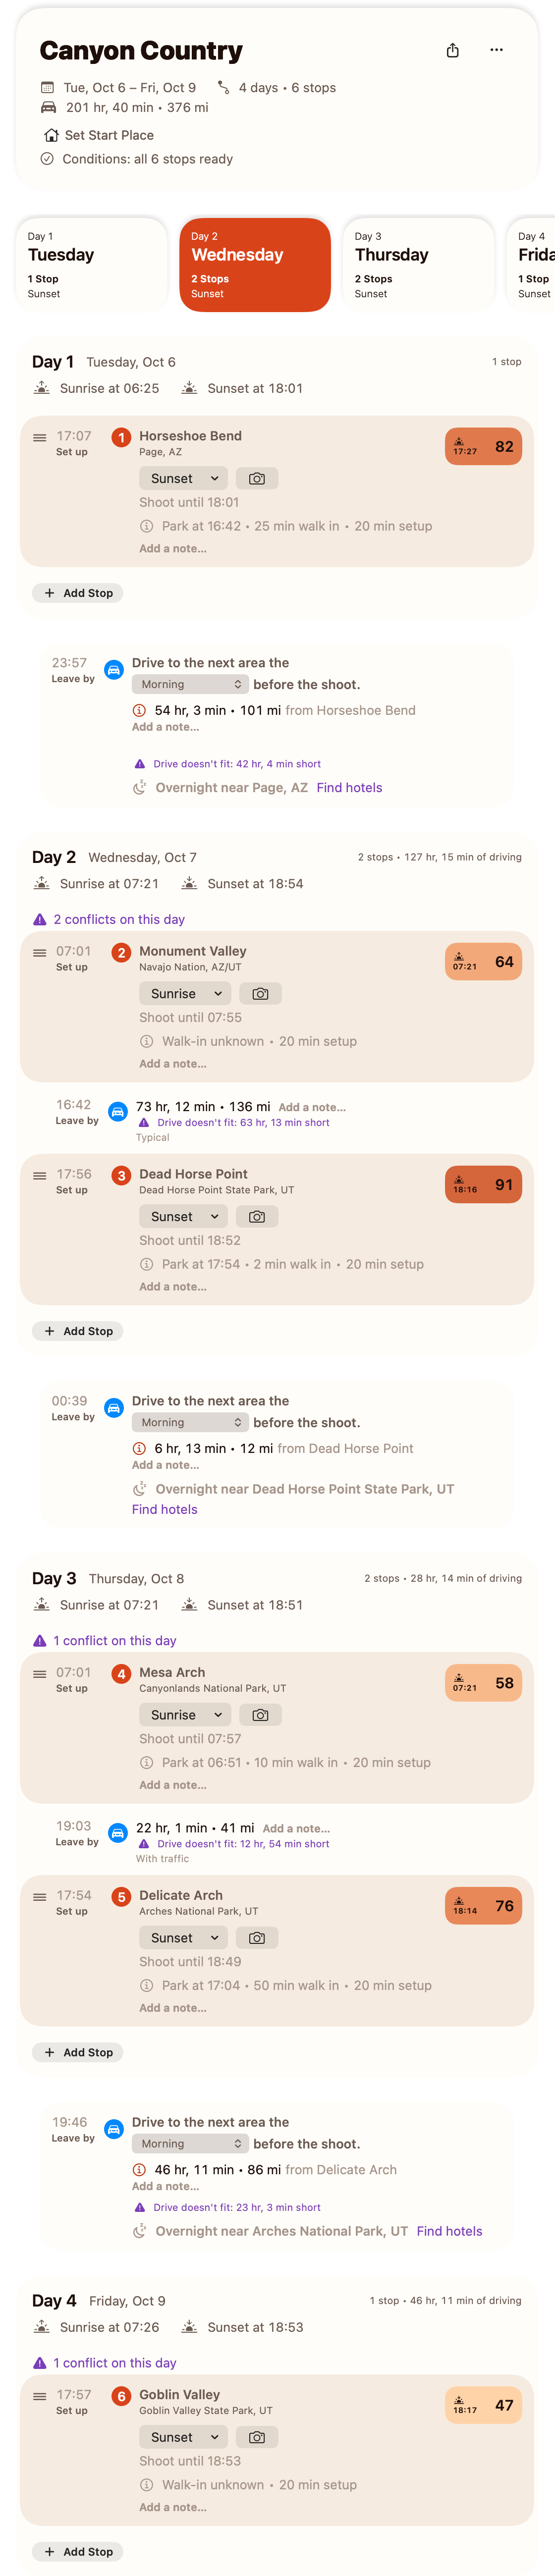 Canyon Country
Tue, Oct 6 – Fri, Oct 9 4 days • 6 stops
201 hr, 40 min • 376 mi
Set Start Place
Conditions: all 6 stops ready
Day 1
Tuesday
1 Stop
Sunset
Day 2
Wednesday
2 Stops
Sunset
Day 3
Thursday
2 Stops
Sunset
Day 4
Frida
1 Stop
Sunset
Day 1 Tuesday, Oct 6 1 stop
Sunrise at 06:25 Sunset at 18:01
17:07 1 Horseshoe Bend
Set up Page, AZ
17:27 82
Sunset
Shoot until 18:01
Park at 16:42 • 25 min walk in • 20 min setup
Add a note...
+ Add Stop
23:57 Drive to the next area the
Leave by Morning before the shoot.
54 hr, 3 min • 101 mi from Horseshoe Bend
Add a note...
Drive doesn't fit: 42 hr, 4 min short
Overnight near Page, AZ Find hotels
Day 2 Wednesday, Oct 7 2 stops • 127 hr, 15 min of driving
Sunrise at 07:21 Sunset at 18:54
2 conflicts on this day
07:01 2 Monument Valley
Set up Navajo Nation, AZ/UT
07:21 64
Sunrise
Shoot until 07:55
Walk-in unknown • 20 min setup
Add a note...
16:42 73 hr, 12 min • 136 mi Add a note...
Leave by Drive doesn't fit: 63 hr, 13 min short
Typical
17:56 3 Dead Horse Point
Set up Dead Horse Point State Park, UT
18:16 91
Sunset
Shoot until 18:52
Park at 17:54 • 2 min walk in • 20 min setup
Add a note...
+ Add Stop
00:39 Drive to the next area the
Leave by Morning before the shoot.
6 hr, 13 min • 12 mi from Dead Horse Point
Add a note...
Overnight near Dead Horse Point State Park, UT
Find hotels
Day 3 Thursday, Oct 8 2 stops • 28 hr, 14 min of driving
Sunrise at 07:21 Sunset at 18:51
1 conflict on this day
07:01 4 Mesa Arch
Set up Canyonlands National Park, UT
07:21 58
Sunrise
Shoot until 07:57
Park at 06:51 • 10 min walk in • 20 min setup
Add a note...
19:03 22 hr, 1 min • 41 mi Add a note...
Leave by Drive doesn't fit: 12 hr, 54 min short
With traffic
17:54 5 Delicate Arch
Set up Arches National Park, UT
18:14 76
Sunset
Shoot until 18:49
Park at 17:04 • 50 min walk in • 20 min setup
Add a note...
+ Add Stop
19:46 Drive to the next area the
Leave by Morning before the shoot.
46 hr, 11 min • 86 mi from Delicate Arch
Add a note...
Drive doesn't fit: 23 hr, 3 min short
Overnight near Arches National Park, UT Find hotels
Day 4 Friday, Oct 9 1 stop • 46 hr, 11 min of driving
Sunrise at 07:26 Sunset at 18:53
1 conflict on this day
17:57 6 Goblin Valley
Set up Goblin Valley State Park, UT
18:17 47
Sunset
Shoot until 18:53
Walk-in unknown • 20 min setup
Add a note...
+ Add Stop